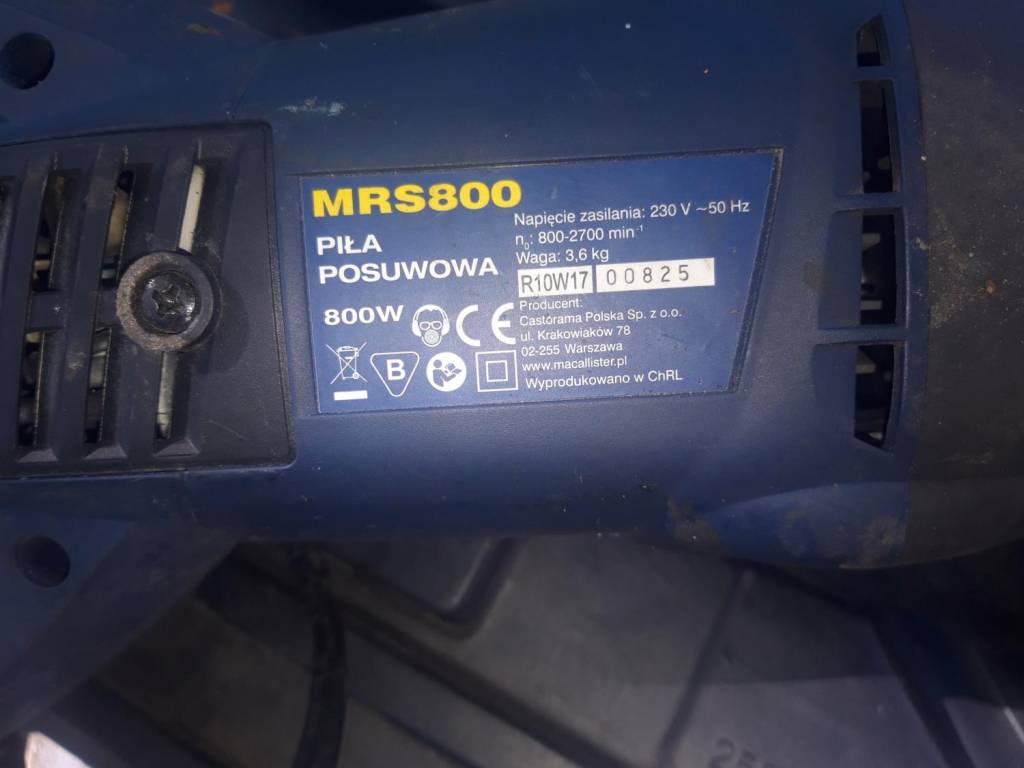 MRS800
PIŁA
POSUWOWA
800W
Napięcie zasilania: 230 V ~50 Hz
n₀: 800-2700 min⁻¹
Waga: 3,6 kg
R10W17 00825
Producent:
Castorama Polska Sp. z o.o.
ul. Krakowiaków 78
02-255 Warszawa
www.macallister.pl
Wyprodukowano w ChRL
CE
B